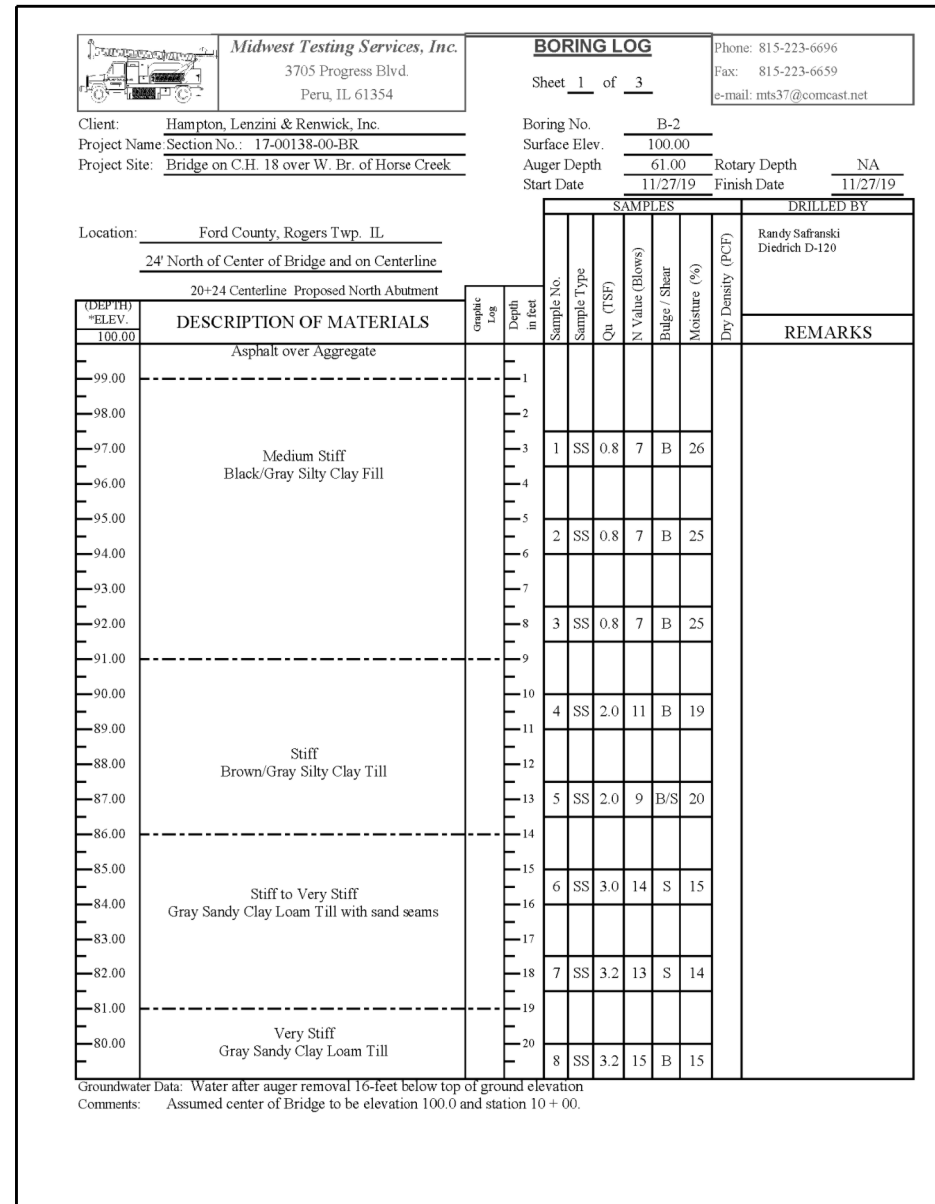 Midwest Testing Services, Inc.
3705 Progress Blvd.
Peru, IL 61354
BORING LOG
Sheet 1 of 3
Phone: 815-223-6696
Fax: 815-223-6659
e-mail: mts37@comcast.net
Client: Hampton, Lenzini & Renwick, Inc.
Project Name: Section No.: 17-00138-00-BR
Project Site: Bridge on C.H. 18 over W. Br. of Horse Creek
Boring No. B-2
Surface Elev. 100.00
Auger Depth 61.00 Rotary Depth NA
Start Date 11/27/19 Finish Date 11/27/19
Location: Ford County, Rogers Twp. IL
24' North of Center of Bridge and on Centerline
20+24 Centerline Proposed North Abutment
SAMPLES DRILLED BY
Randy Safranski
Diedrich D-120
(DEPTH)
*ELEV.
100.00
DESCRIPTION OF MATERIALS
Graphic Log
Depth in feet
Sample No.
Sample Type
Qu (TSF)
N Value (Blows)
Bulge / Shear
Moisture (%)
Dry Density (PCF)
REMARKS
Asphalt over Aggregate
99.00 1
98.00 2
97.00 3 1 SS 0.8 7 B 26
Medium Stiff
Black/Gray Silty Clay Fill
96.00 4
95.00 5
2 SS 0.8 7 B 25
94.00 6
93.00 7
92.00 8 3 SS 0.8 7 B 25
91.00 9
90.00 10
4 SS 2.0 11 B 19
89.00 11
Stiff
88.00 12
Brown/Gray Silty Clay Till
87.00 13 5 SS 2.0 9 B/S 20
86.00 14
85.00 15
6 SS 3.0 14 S 15
Stiff to Very Stiff
84.00 16
Gray Sandy Clay Loam Till with sand seams
83.00 17
82.00 18 7 SS 3.2 13 S 14
81.00 19
Very Stiff
80.00 20
Gray Sandy Clay Loam Till
8 SS 3.2 15 B 15
Groundwater Data: Water after auger removal 16-feet below top of ground elevation
Comments: Assumed center of Bridge to be elevation 100.0 and station 10 + 00.